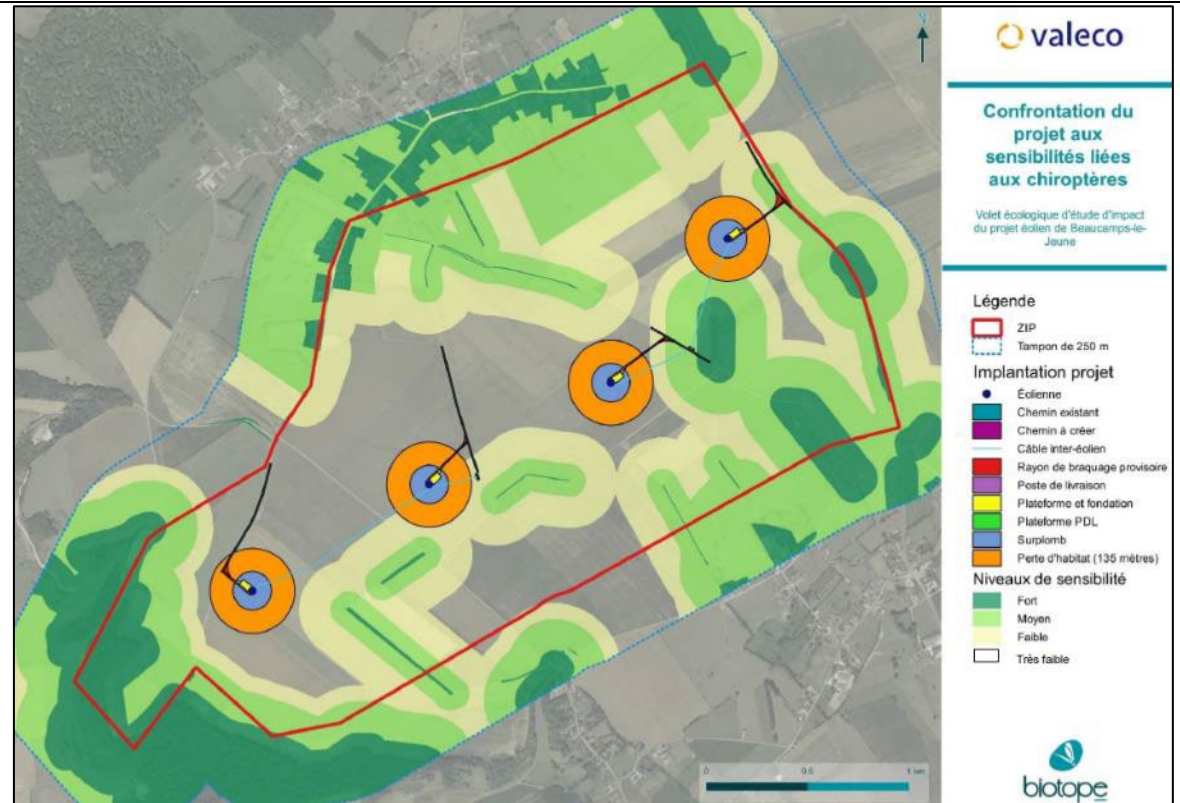 N
valeco
Confrontation du
projet aux
sensibilités liées
aux chiroptères
Volet écologique d'étude d'impact
du projet éolien de Beaucamps-le-
Jeune
Légende
ZIP
Tampon de 250 m
Implantation projet
Éolienne
Chemin existant
Chemin à créer
Câble inter-éolien
Rayon de braquage provisoire
Poste de livraison
Plateforme et fondation
Plateforme PDL
Surplomb
Perte d'habitat (135 mètres)
Niveaux de sensibilité
Fort
Moyen
Faible
Très faible
0 0.5 1 km
biotope